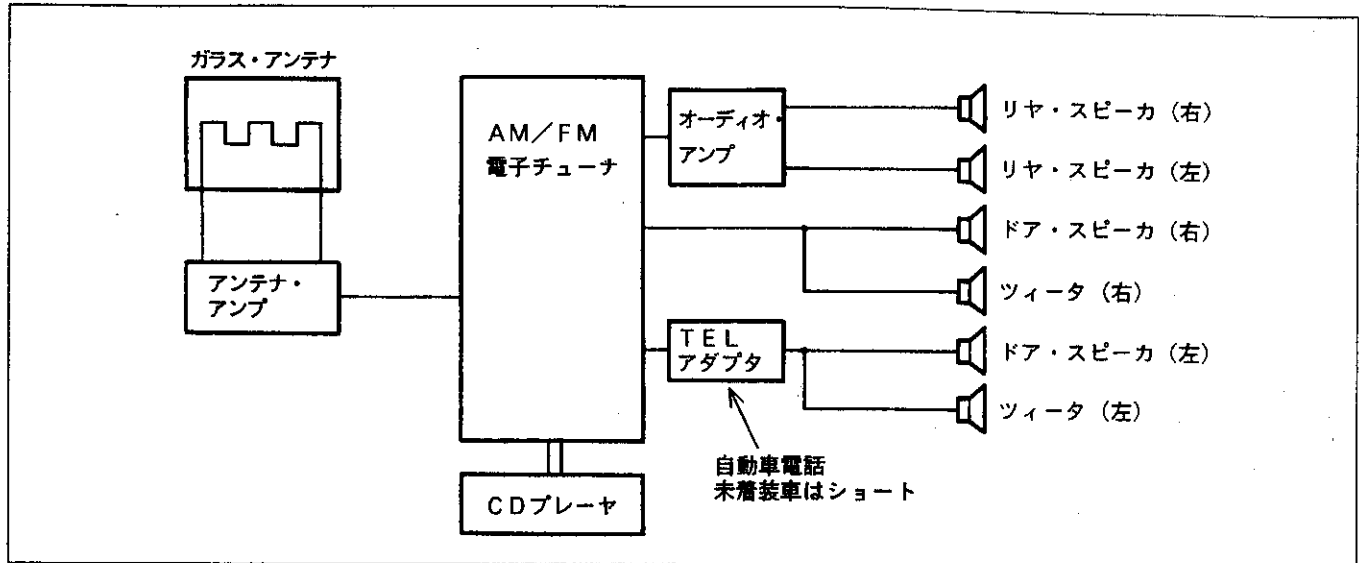 ガラス・アンテナ
アンテナ・
アンプ
AM/FM
電子チューナ
CDプレーヤ
オーディオ・
アンプ
TEL
アダプタ
自動車電話
未着装車はショート
リヤ・スピーカ(右)
リヤ・スピーカ(左)
ドア・スピーカ(右)
ツィータ(右)
ドア・スピーカ(左)
ツィータ(左)